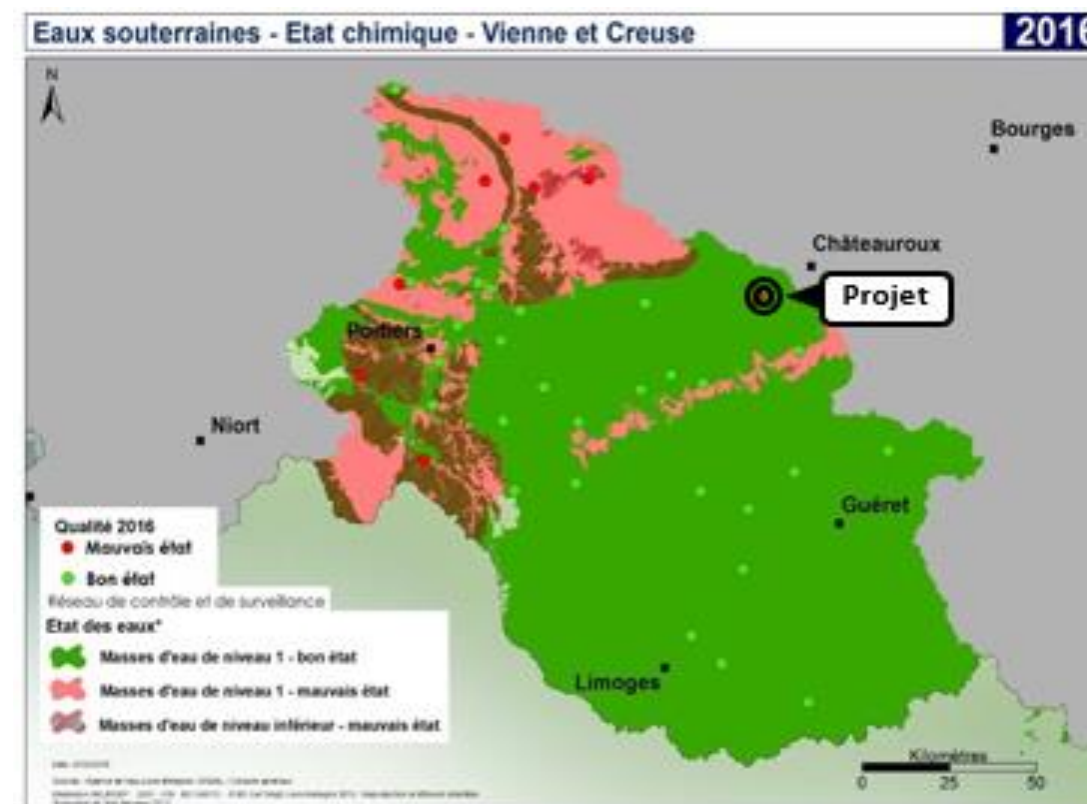 Eaux souterraines - Etat chimique - Vienne et Creuse
2016
N
Bourges
Châteauroux
Projet
Poitiers
Niort
Guéret
Limoges
Qualité 2016
Mauvais état
Bon état
Réseau de contrôle et de surveillance
Etat des eaux*
Masses d'eau de niveau 1 - bon état
Masses d'eau de niveau 1 - mauvais état
Masses d'eau de niveau inférieur - mauvais état
Kilomètres
0 25 50